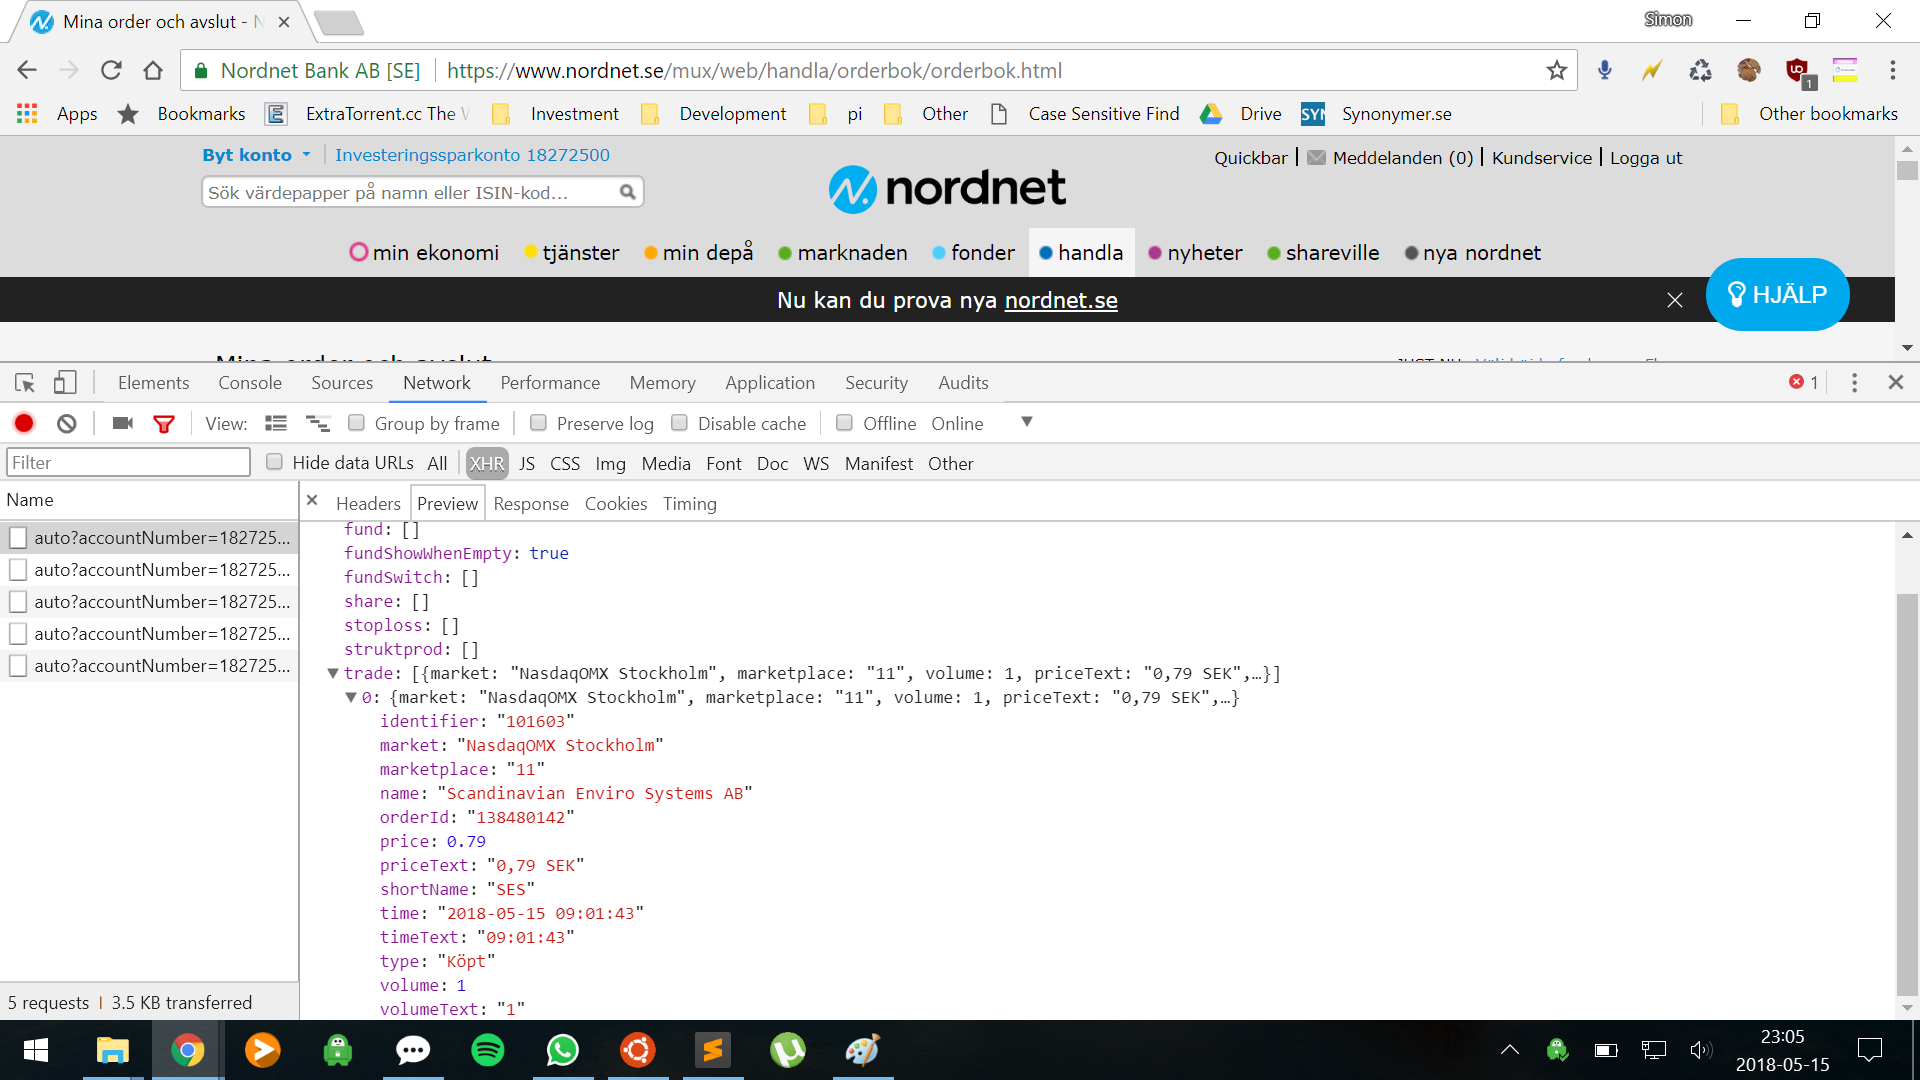 Mina order och avslut - N
Simon
Nordnet Bank AB [SE] https://www.nordnet.se/mux/web/handla/orderbok/orderbok.html
1
Apps Bookmarks E ExtraTorrent.cc The Investment Development pi Other Case Sensitive Find Drive SYN Synonymer.se Other bookmarks
Byt konto Investeringssparkonto 18272500
Quickbar Meddelanden (0) Kundservice Logga ut
Sök värdepapper på namn eller ISIN-kod...
nordnet
min ekonomi tjänster min depå marknaden fonder handla nyheter shareville nya nordnet
Nu kan du prova nya nordnet.se
HJÄLP
Mina order och avslut
Elements Console Sources Network Performance Memory Application Security Audits 1
View: Group by frame Preserve log Disable cache Offline Online
Filter Hide data URLs All XHR JS CSS Img Media Font Doc WS Manifest Other
Name
Headers Preview Response Cookies Timing
auto?accountNumber=182725...
auto?accountNumber=182725...
auto?accountNumber=182725...
auto?accountNumber=182725...
auto?accountNumber=182725...
fund: []
fundShowWhenEmpty: true
fundSwitch: []
share: []
stoploss: []
struktprod: []
trade: [{market: "NasdaqOMX Stockholm", marketplace: "11", volume: 1, priceText: "0,79 SEK",…}]
0: {market: "NasdaqOMX Stockholm", marketplace: "11", volume: 1, priceText: "0,79 SEK",…}
identifier: "101603"
market: "NasdaqOMX Stockholm"
marketplace: "11"
name: "Scandinavian Enviro Systems AB"
orderId: "138480142"
price: 0.79
priceText: "0,79 SEK"
shortName: "SES"
time: "2018-05-15 09:01:43"
timeText: "09:01:43"
type: "Köpt"
volume: 1
volumeText: "1"
5 requests | 3.5 KB transferred
23:05
2018-05-15